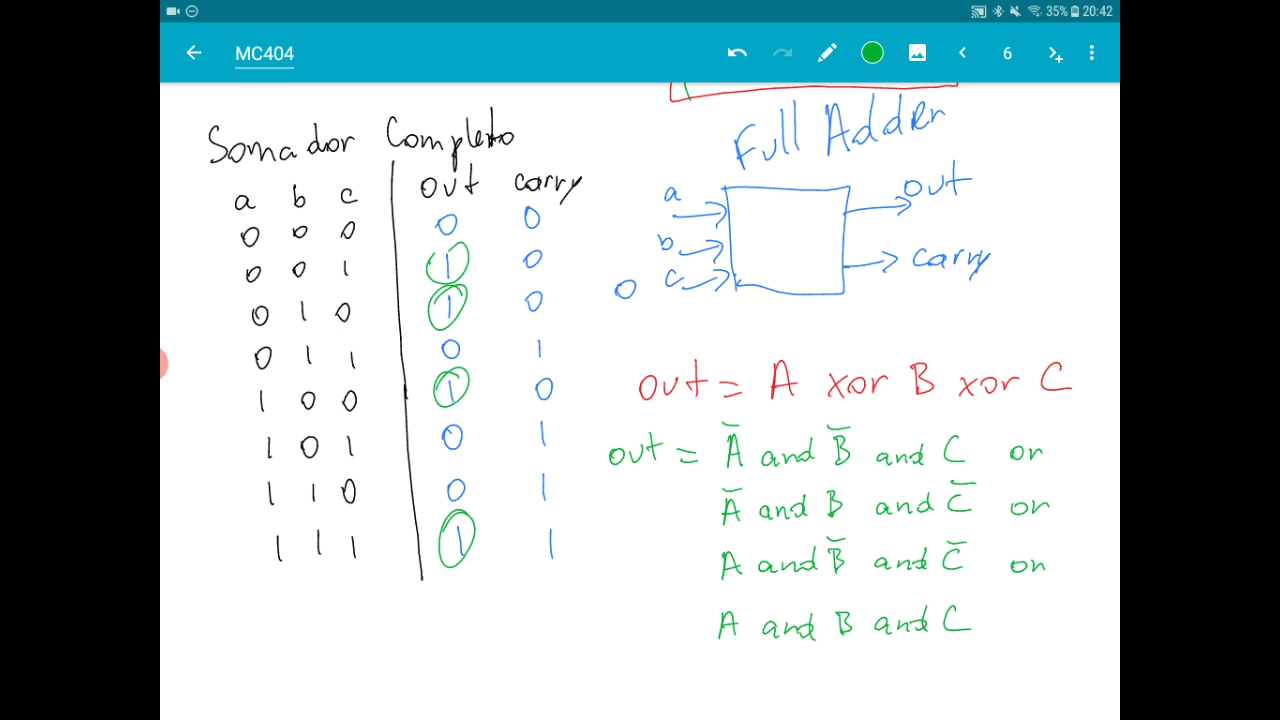 35% 20:42
MC404
6
Somador Completo
a b c out carry
0 0 0 0 0
0 0 1 1 0
0 1 0 1 0
0 1 1 0 1
1 0 0 1 0
1 0 1 0 1
1 1 0 0 1
1 1 1 1 1
Full Adder
a
b
0 c
out
carry
out = A xor B xor C
out = A̅ and B̅ and C or
A̅ and B and C̅ or
A and B̅ and C̅ or
A and B and C